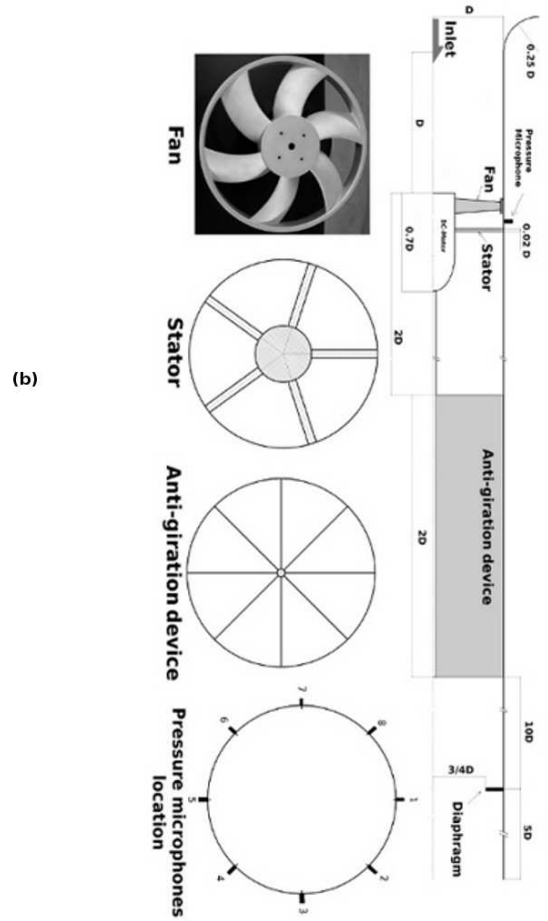 (b)
D
0.25 D
Inlet
D
Pressure
Microphone
Fan
0.02 D
DC-Motor
Stator
0.7D
2D
Anti-giration device
2D
10D
3/4D
Diaphragm
5D
Fan
Stator
Anti-giration device
1
2
3
4
5
6
7
8
Pressure microphones
location